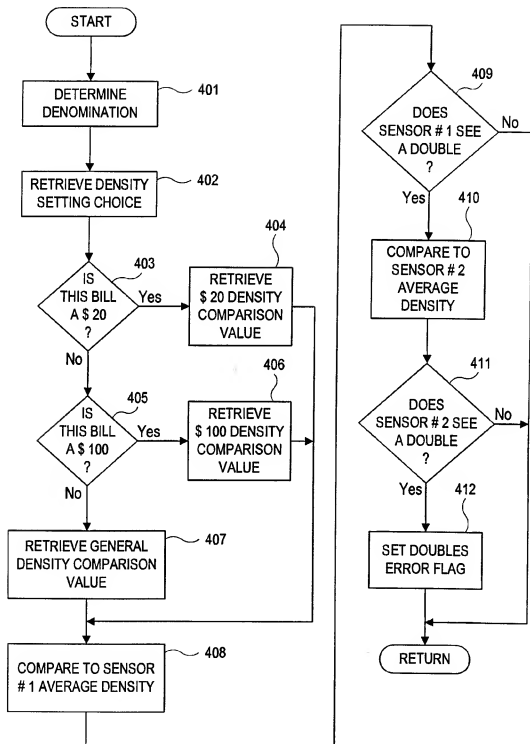 START
DETERMINE
DENOMINATION
401
RETRIEVE DENSITY
SETTING CHOICE
402
IS
THIS BILL
A $ 20
?
403
Yes
No
RETRIEVE
$ 20 DENSITY
COMPARISON
VALUE
404
IS
THIS BILL
A $ 100
?
405
Yes
No
RETRIEVE
$ 100 DENSITY
COMPARISON
VALUE
406
RETRIEVE GENERAL
DENSITY COMPARISON
VALUE
407
COMPARE TO SENSOR
# 1 AVERAGE DENSITY
408
DOES
SENSOR # 1 SEE
A DOUBLE
?
409
No
Yes
COMPARE TO
SENSOR # 2
AVERAGE
DENSITY
410
DOES
SENSOR # 2 SEE
A DOUBLE
?
411
No
Yes
SET DOUBLES
ERROR FLAG
412
RETURN